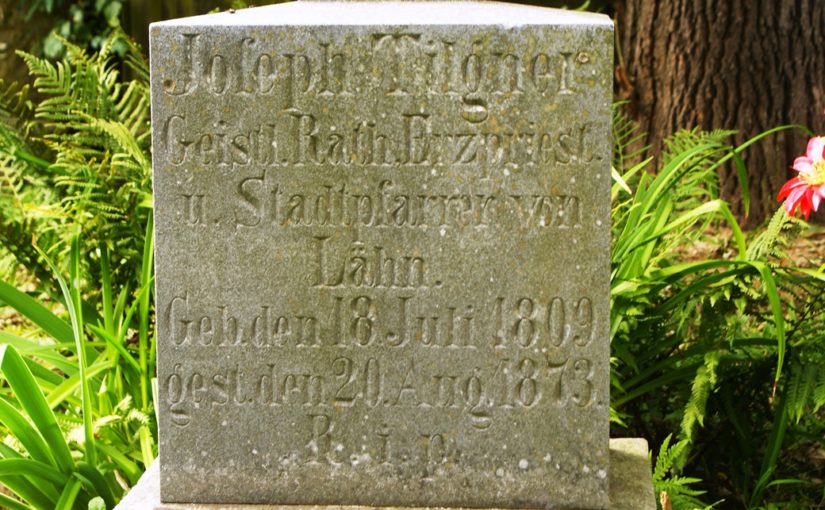 Joseph Tilgner
Geistl. Rath. Erzpriest.
u. Stadtpfarrer von
Lähn.
Geb. den 18. Juli 1809
gest. den 20. Aug. 1873.
R. i. p.